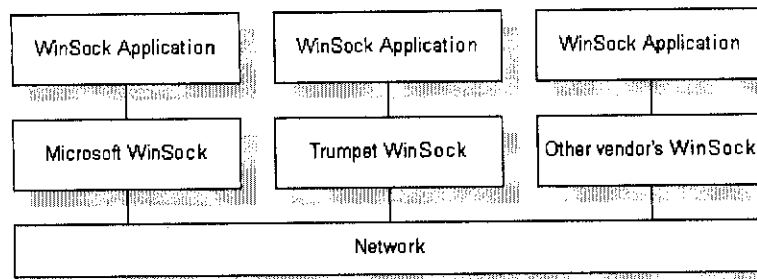 WinSock Application
WinSock Application
WinSock Application
Microsoft WinSock
Trumpet WinSock
Other vendor's WinSock
Network